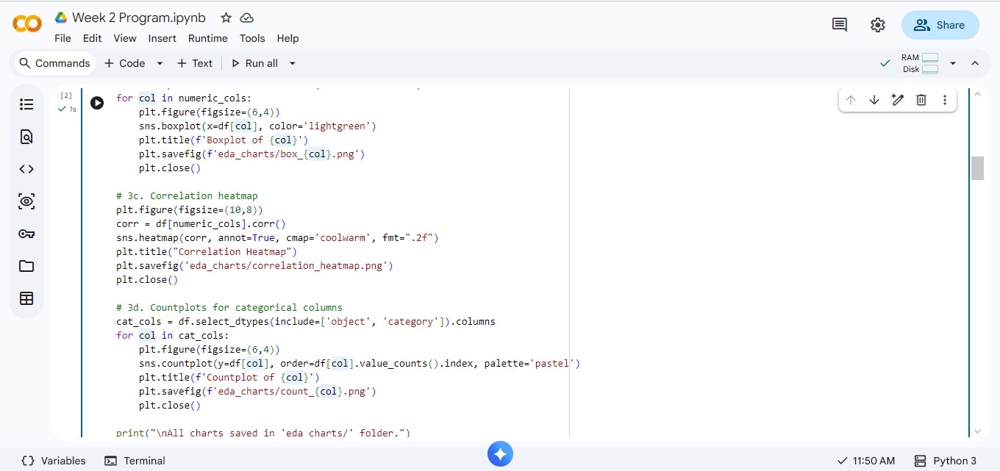 Week 2 Program.ipynb
File Edit View Insert Runtime Tools Help
Share
Commands + Code + Text Run all
RAM
Disk
[2]
1s
for col in numeric_cols:
    plt.figure(figsize=(6,4))
    sns.boxplot(x=df[col], color='lightgreen')
    plt.title(f'Boxplot of {col}')
    plt.savefig(f'eda_charts/box_{col}.png')
    plt.close()
# 3c. Correlation heatmap
plt.figure(figsize=(10,8))
corr = df[numeric_cols].corr()
sns.heatmap(corr, annot=True, cmap='coolwarm', fmt=".2f")
plt.title("Correlation Heatmap")
plt.savefig('eda_charts/correlation_heatmap.png')
plt.close()
# 3d. Countplots for categorical columns
cat_cols = df.select_dtypes(include=['object', 'category']).columns
for col in cat_cols:
    plt.figure(figsize=(6,4))
    sns.countplot(y=df[col], order=df[col].value_counts().index, palette='pastel')
    plt.title(f'Countplot of {col}')
    plt.savefig(f'eda_charts/count_{col}.png')
    plt.close()
print("\nAll charts saved in 'eda charts/' folder.")
Variables Terminal
11:50 AM Python 3